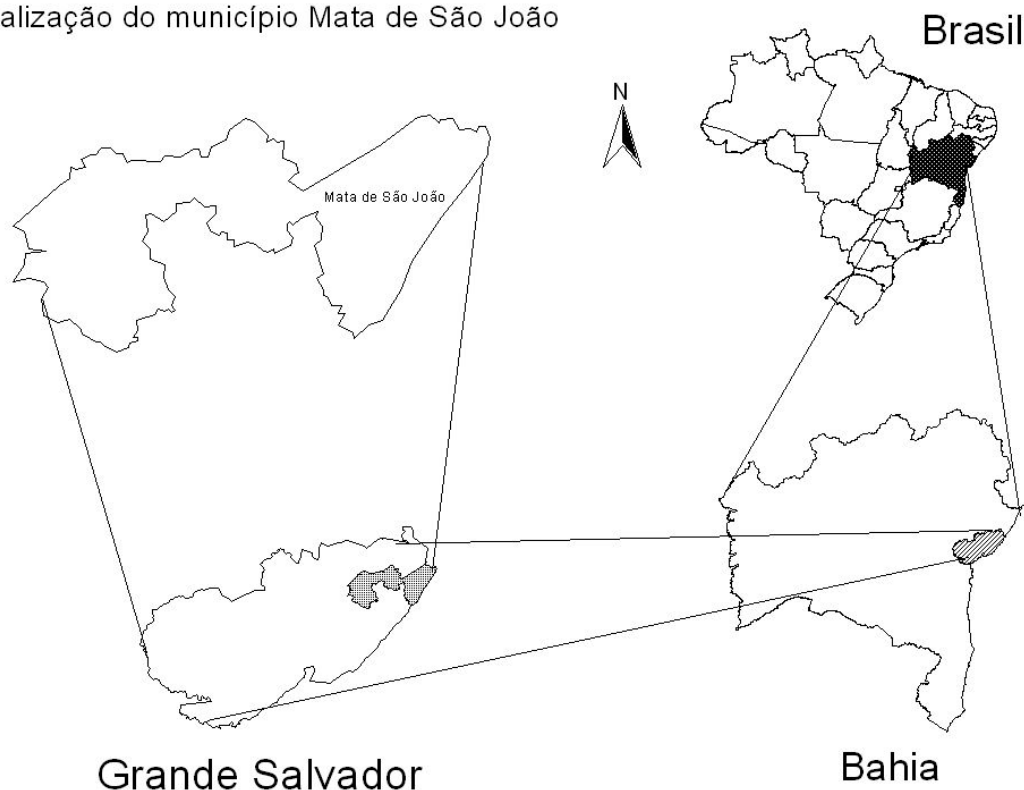 alização do município Mata de São João
Brasil
N
Mata de São João
Grande Salvador
Bahia